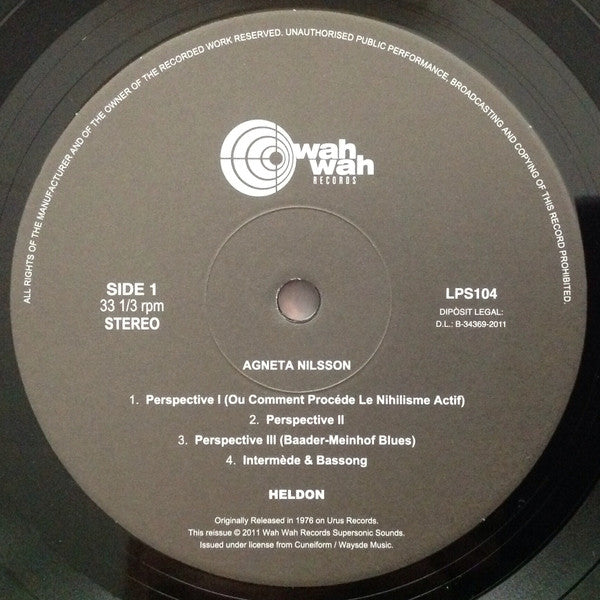 ALL RIGHTS OF THE MANUFACTURER AND OF THE OWNER OF THE RECORDED WORK RESERVED. UNAUTHORISED PUBLIC PERFORMANCE, BROADCASTING AND COPYING OF THIS RECORD PROHIBITED.
wah
wah
RECORDS
SIDE 1
33 1/3 rpm
STEREO
LPS104
DIPÒSIT LEGAL:
D.L.: B-34369-2011
AGNETA NILSSON
1. Perspective I (Ou Comment Procéde Le Nihilisme Actif)
2. Perspective II
3. Perspective III (Baader-Meinhof Blues)
4. Intermède & Bassong
HELDON
Originally Released in 1976 on Urus Records.
This reissue © 2011 Wah Wah Records Supersonic Sounds.
Issued under license from Cuneiform / Waysde Music.